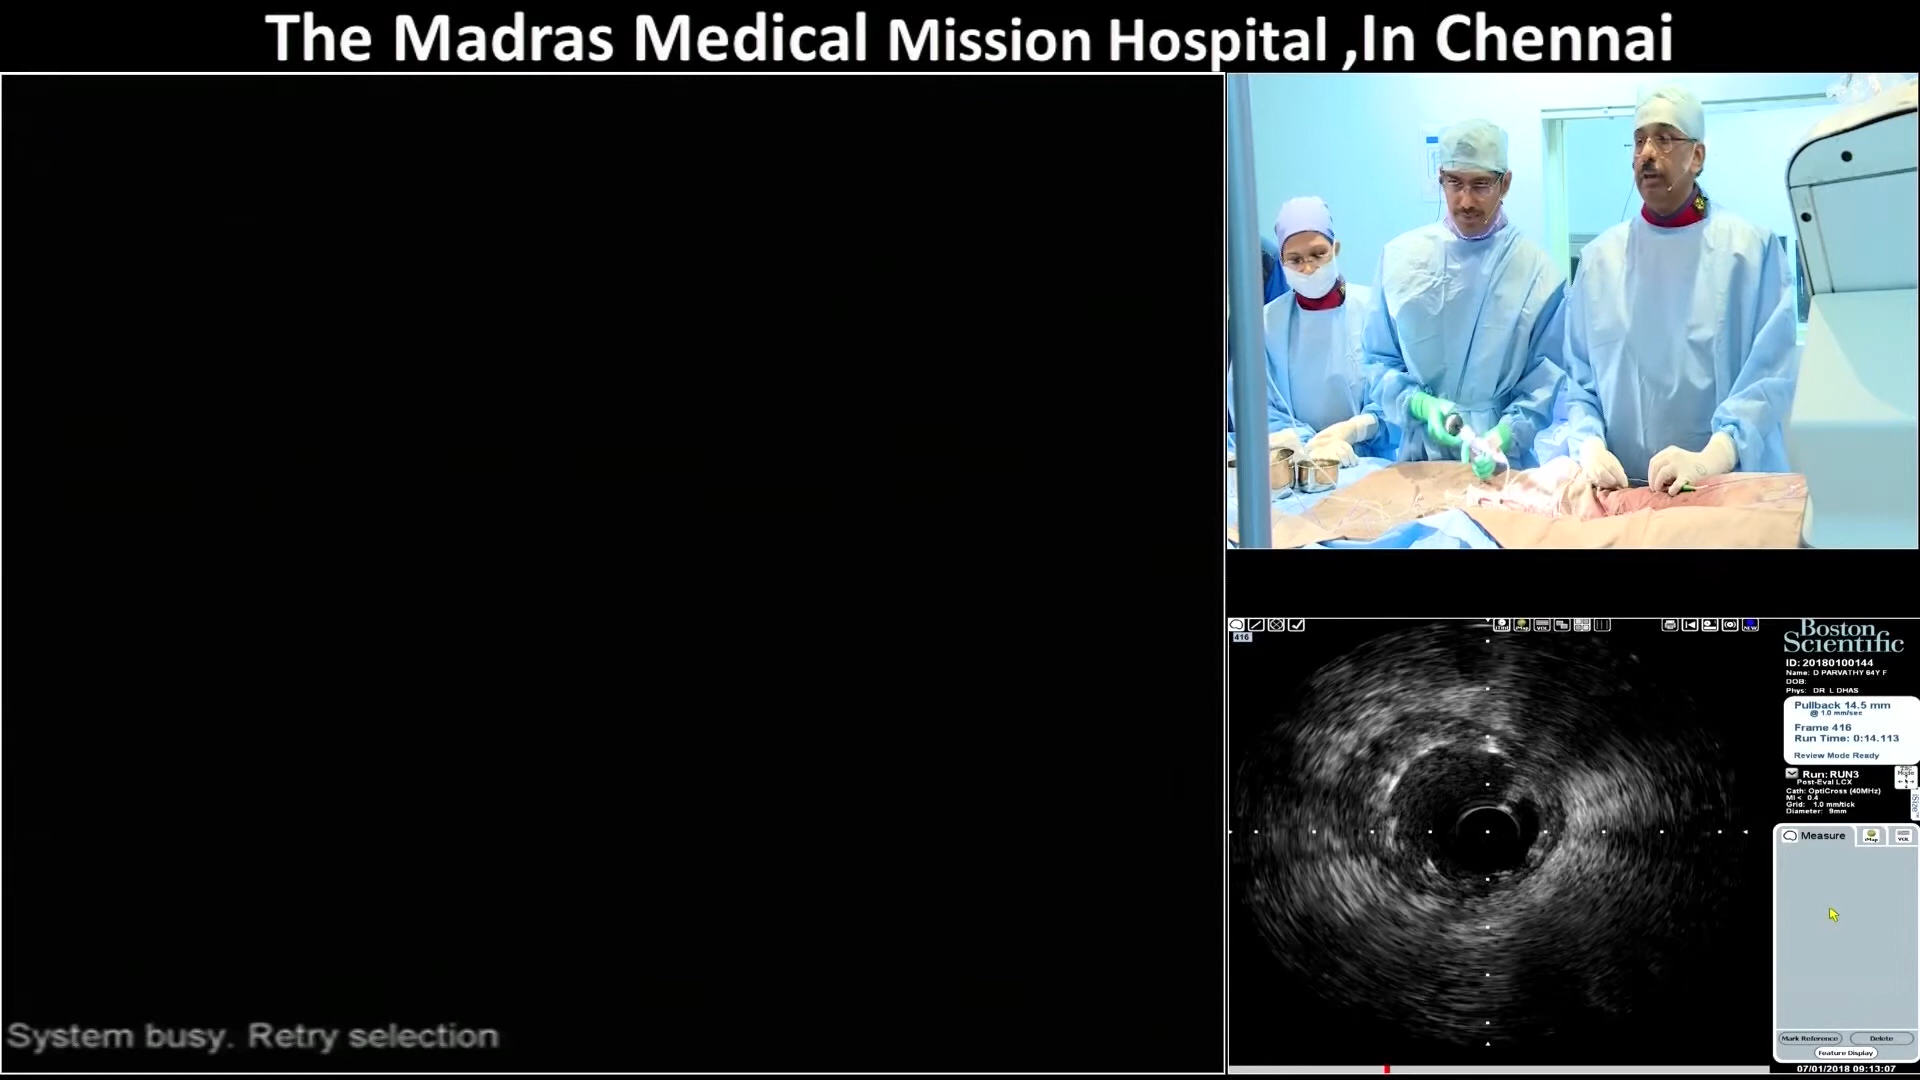 The Madras Medical Mission Hospital ,In Chennai
System busy. Retry selection
416
Boston
Scientific
ID: 20180100144
Name: D PARVATHY 64Y F
DOB:
Phys: DR L DHAS
Pullback 14.5 mm
@ 1.0 mm/sec
Frame 416
Run Time: 0:14.113
Review Mode Ready
Run: RUN3
Post-Eval LCX
Cath: OptiCross (40MHz)
MI < 0.4
Grid: 1.0 mm/tick
Diameter: 9mm
Measure
Mark Reference
Delete
Feature Display
07/01/2018 09:13:07